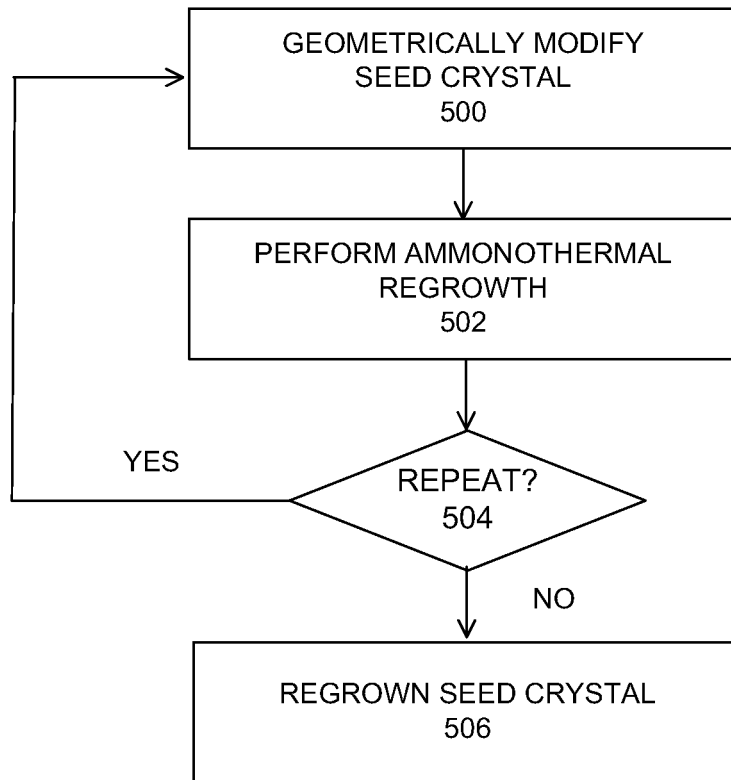 GEOMETRICALLY MODIFY
SEED CRYSTAL
500
PERFORM AMMONOTHERMAL
REGROWTH
502
YES
REPEAT?
504
NO
REGROWN SEED CRYSTAL
506